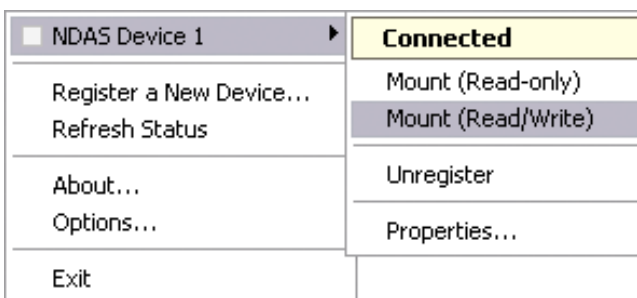 NDAS Device 1
Register a New Device...
Refresh Status
About...
Options...
Exit
Connected
Mount (Read-only)
Mount (Read/Write)
Unregister
Properties...